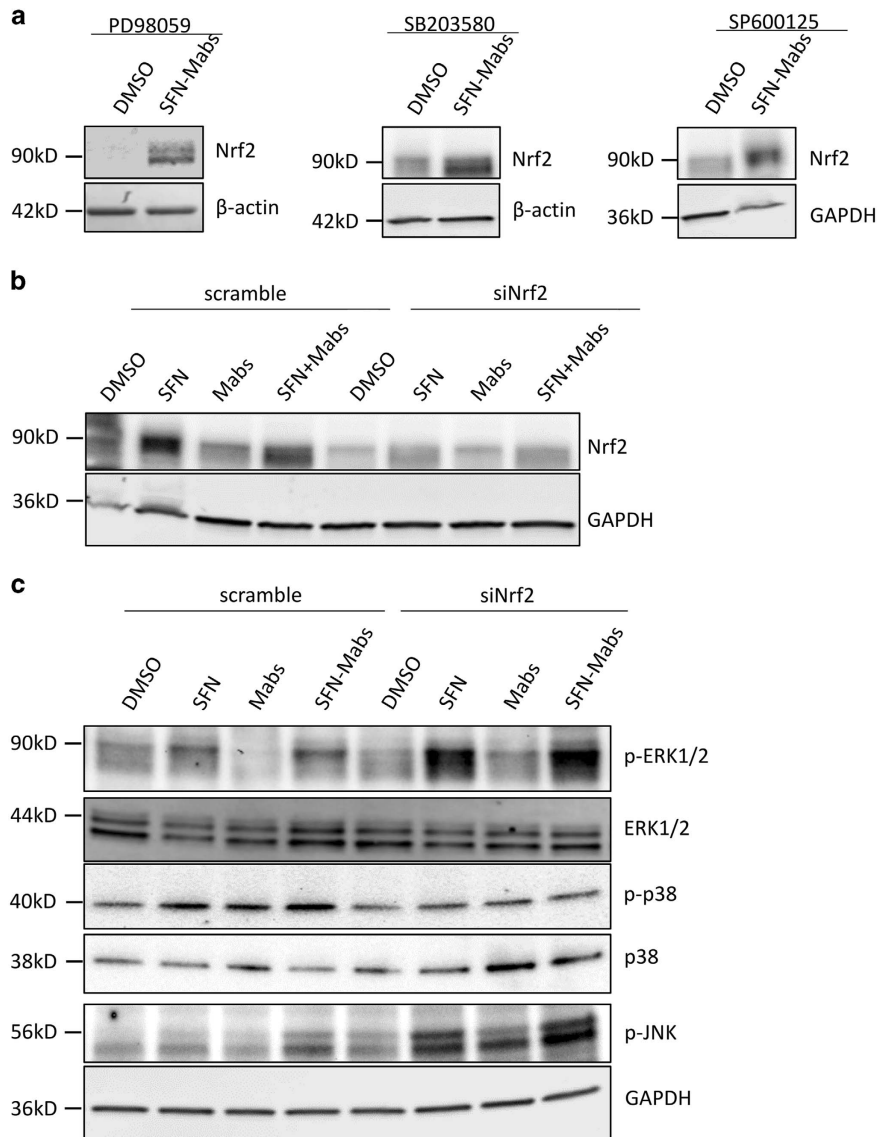 a
PD98059
SB203580
SP600125
DMSO
SFN-Mabs
DMSO
SFN-Mabs
DMSO
SFN-Mabs
90kD
Nrf2
42kD
β-actin
90kD
Nrf2
42kD
β-actin
90kD
Nrf2
36kD
GAPDH
b
scramble
siNrf2
DMSO
SFN
Mabs
SFN+Mabs
DMSO
SFN
Mabs
SFN+Mabs
90kD
Nrf2
36kD
GAPDH
c
scramble
siNrf2
DMSO
SFN
Mabs
SFN-Mabs
DMSO
SFN
Mabs
SFN-Mabs
90kD
p-ERK1/2
44kD
ERK1/2
40kD
p-p38
38kD
p38
56kD
p-JNK
36kD
GAPDH